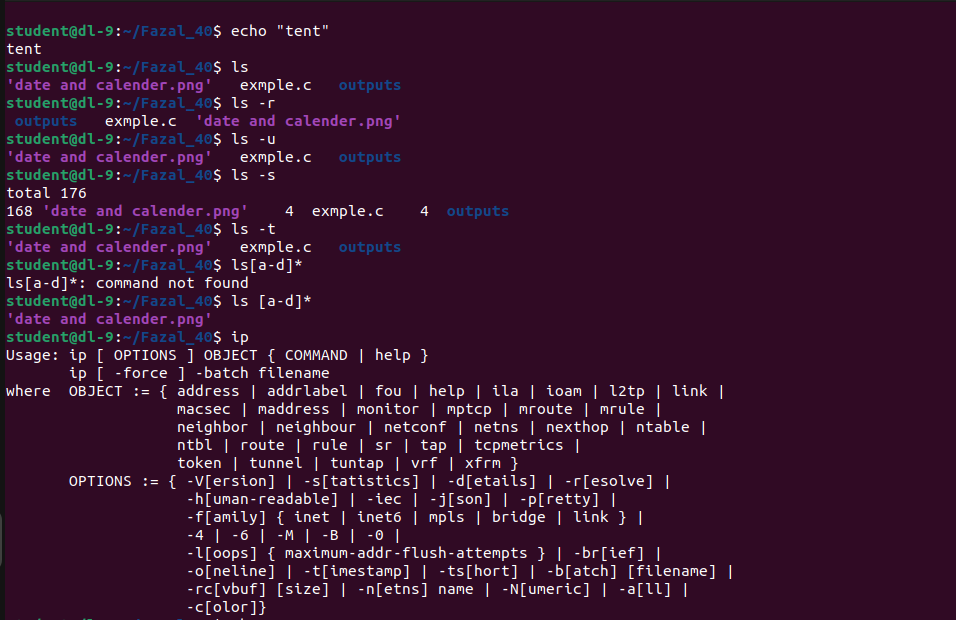 student@dl-9:~/Fazal_40$ echo "tent"
tent
student@dl-9:~/Fazal_40$ ls
'date and calender.png'   exmple.c   outputs
student@dl-9:~/Fazal_40$ ls -r
 outputs   exmple.c  'date and calender.png'
student@dl-9:~/Fazal_40$ ls -u
'date and calender.png'   exmple.c   outputs
student@dl-9:~/Fazal_40$ ls -s
total 176
168 'date and calender.png'    4  exmple.c    4  outputs
student@dl-9:~/Fazal_40$ ls -t
'date and calender.png'   exmple.c   outputs
student@dl-9:~/Fazal_40$ ls[a-d]*
ls[a-d]*: command not found
student@dl-9:~/Fazal_40$ ls [a-d]*
'date and calender.png'
student@dl-9:~/Fazal_40$ ip
Usage: ip [ OPTIONS ] OBJECT { COMMAND | help }
       ip [ -force ] -batch filename
where  OBJECT := { address | addrlabel | fou | help | ila | ioam | l2tp | link |
                   macsec | maddress | monitor | mptcp | mroute | mrule |
                   neighbor | neighbour | netconf | netns | nexthop | ntable |
                   ntbl | route | rule | sr | tap | tcpmetrics |
                   token | tunnel | tuntap | vrf | xfrm }
       OPTIONS := { -V[ersion] | -s[tatistics] | -d[etails] | -r[esolve] |
                    -h[uman-readable] | -iec | -j[son] | -p[retty] |
                    -f[amily] { inet | inet6 | mpls | bridge | link } |
                    -4 | -6 | -M | -B | -0 |
                    -l[oops] { maximum-addr-flush-attempts } | -br[ief] |
                    -o[neline] | -t[imestamp] | -ts[hort] | -b[atch] [filename] |
                    -rc[vbuf] [size] | -n[etns] name | -N[umeric] | -a[ll] |
                    -c[olor]}